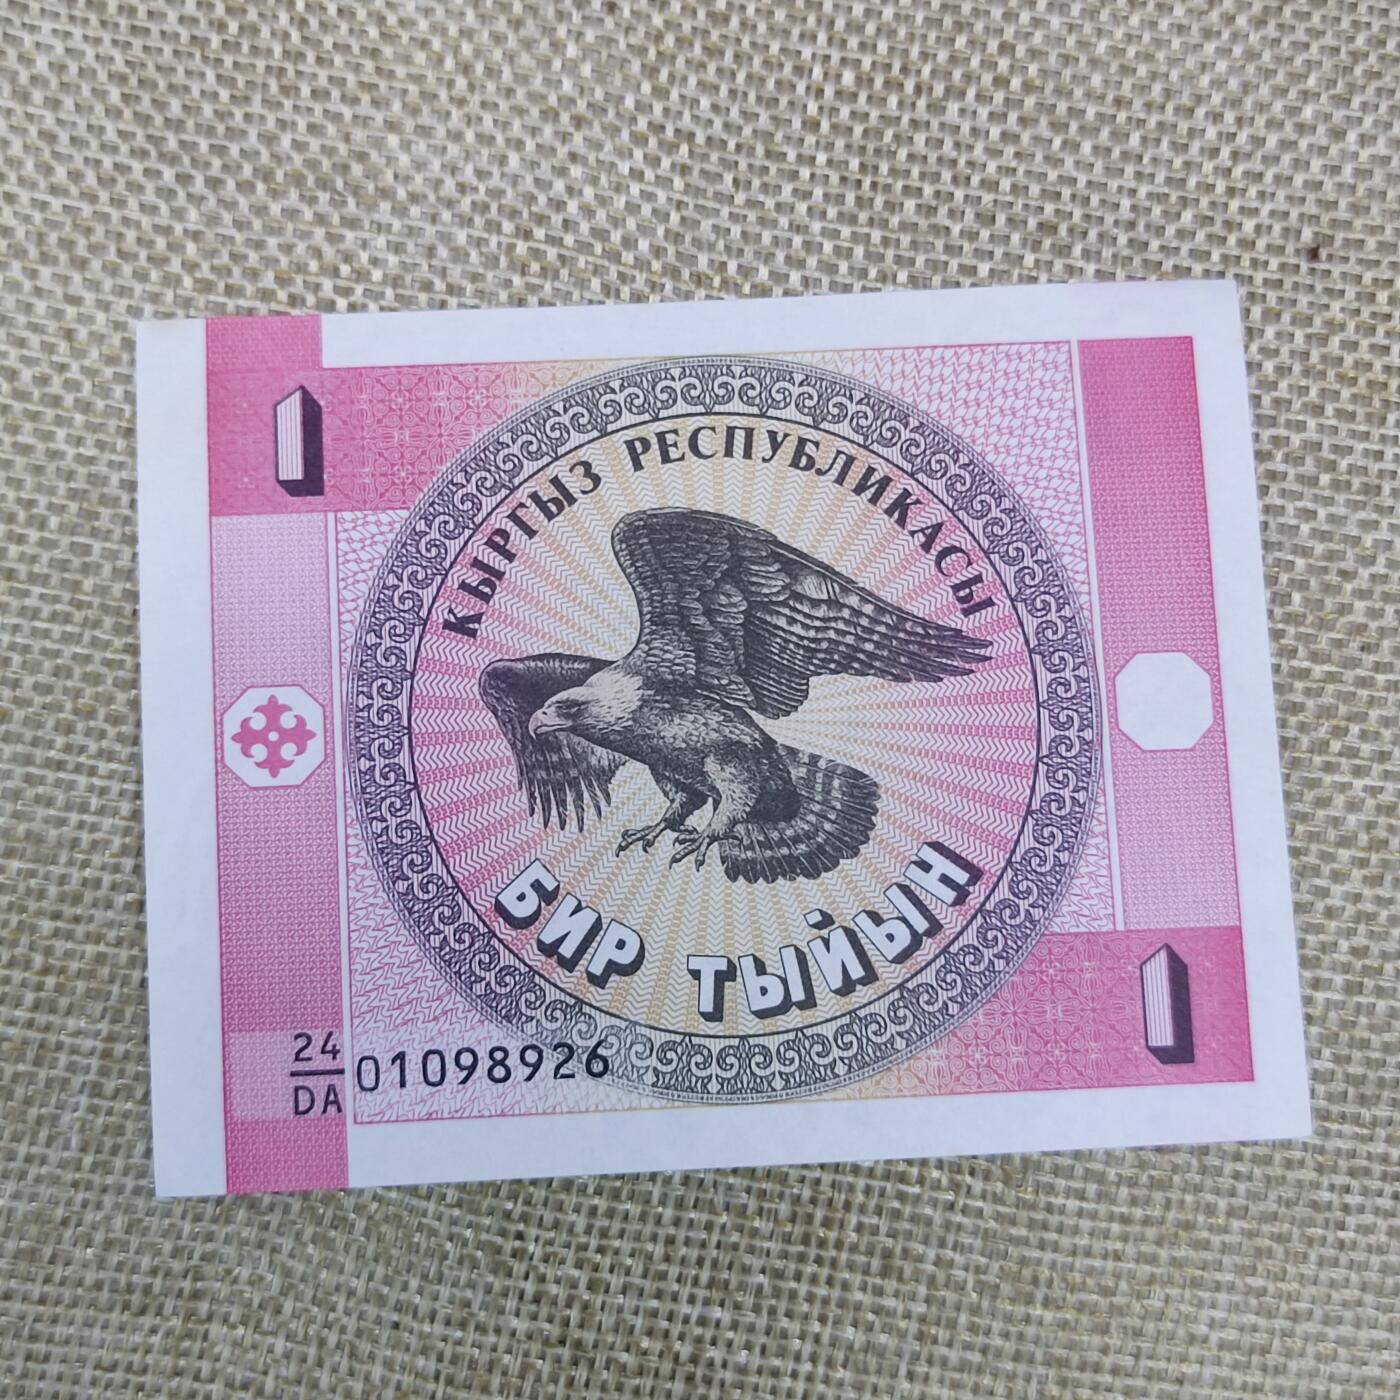 1
КЫРГЫЗ РЕСПУБЛИКАСЫ
БИР ТЫЙЫН
1
24
DA 01098926